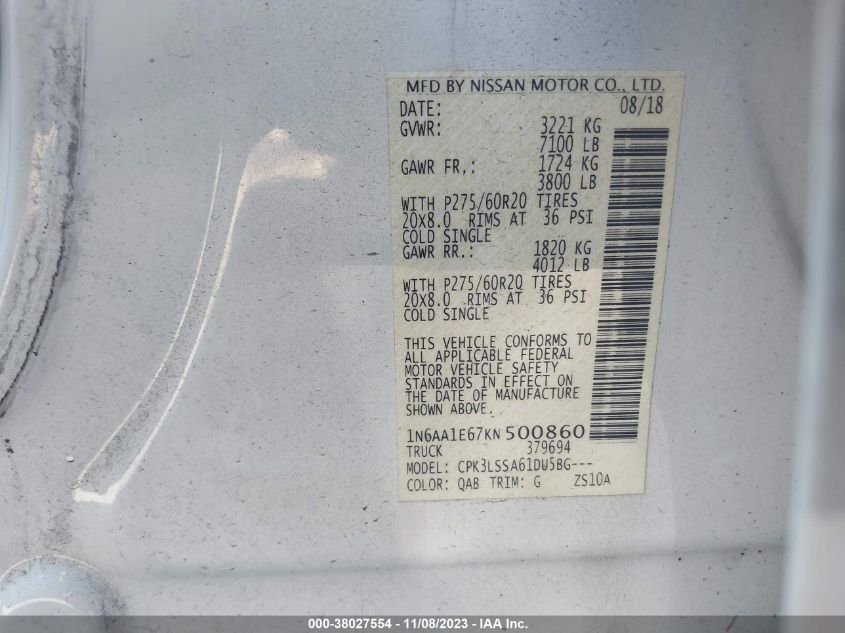 MFD BY NISSAN MOTOR CO., LTD.
DATE: 08/18
GVWR: 3221 KG
7100 LB
GAWR FR.: 1724 KG
3800 LB
WITH P275/60R20 TIRES
20X8.0 RIMS AT 36 PSI
COLD SINGLE
GAWR RR.: 1820 KG
4012 LB
WITH P275/60R20 TIRES
20X8.0 RIMS AT 36 PSI
COLD SINGLE
THIS VEHICLE CONFORMS TO
ALL APPLICABLE FEDERAL
MOTOR VEHICLE SAFETY
STANDARDS IN EFFECT ON
THE DATE OF MANUFACTURE
SHOWN ABOVE.
1N6AA1E67KN500860
TRUCK 379694
MODEL: CPK3LSSA61DU5BG---
COLOR: QAB TRIM: G ZS10A
000-38027554 - 11/08/2023 - IAA Inc.